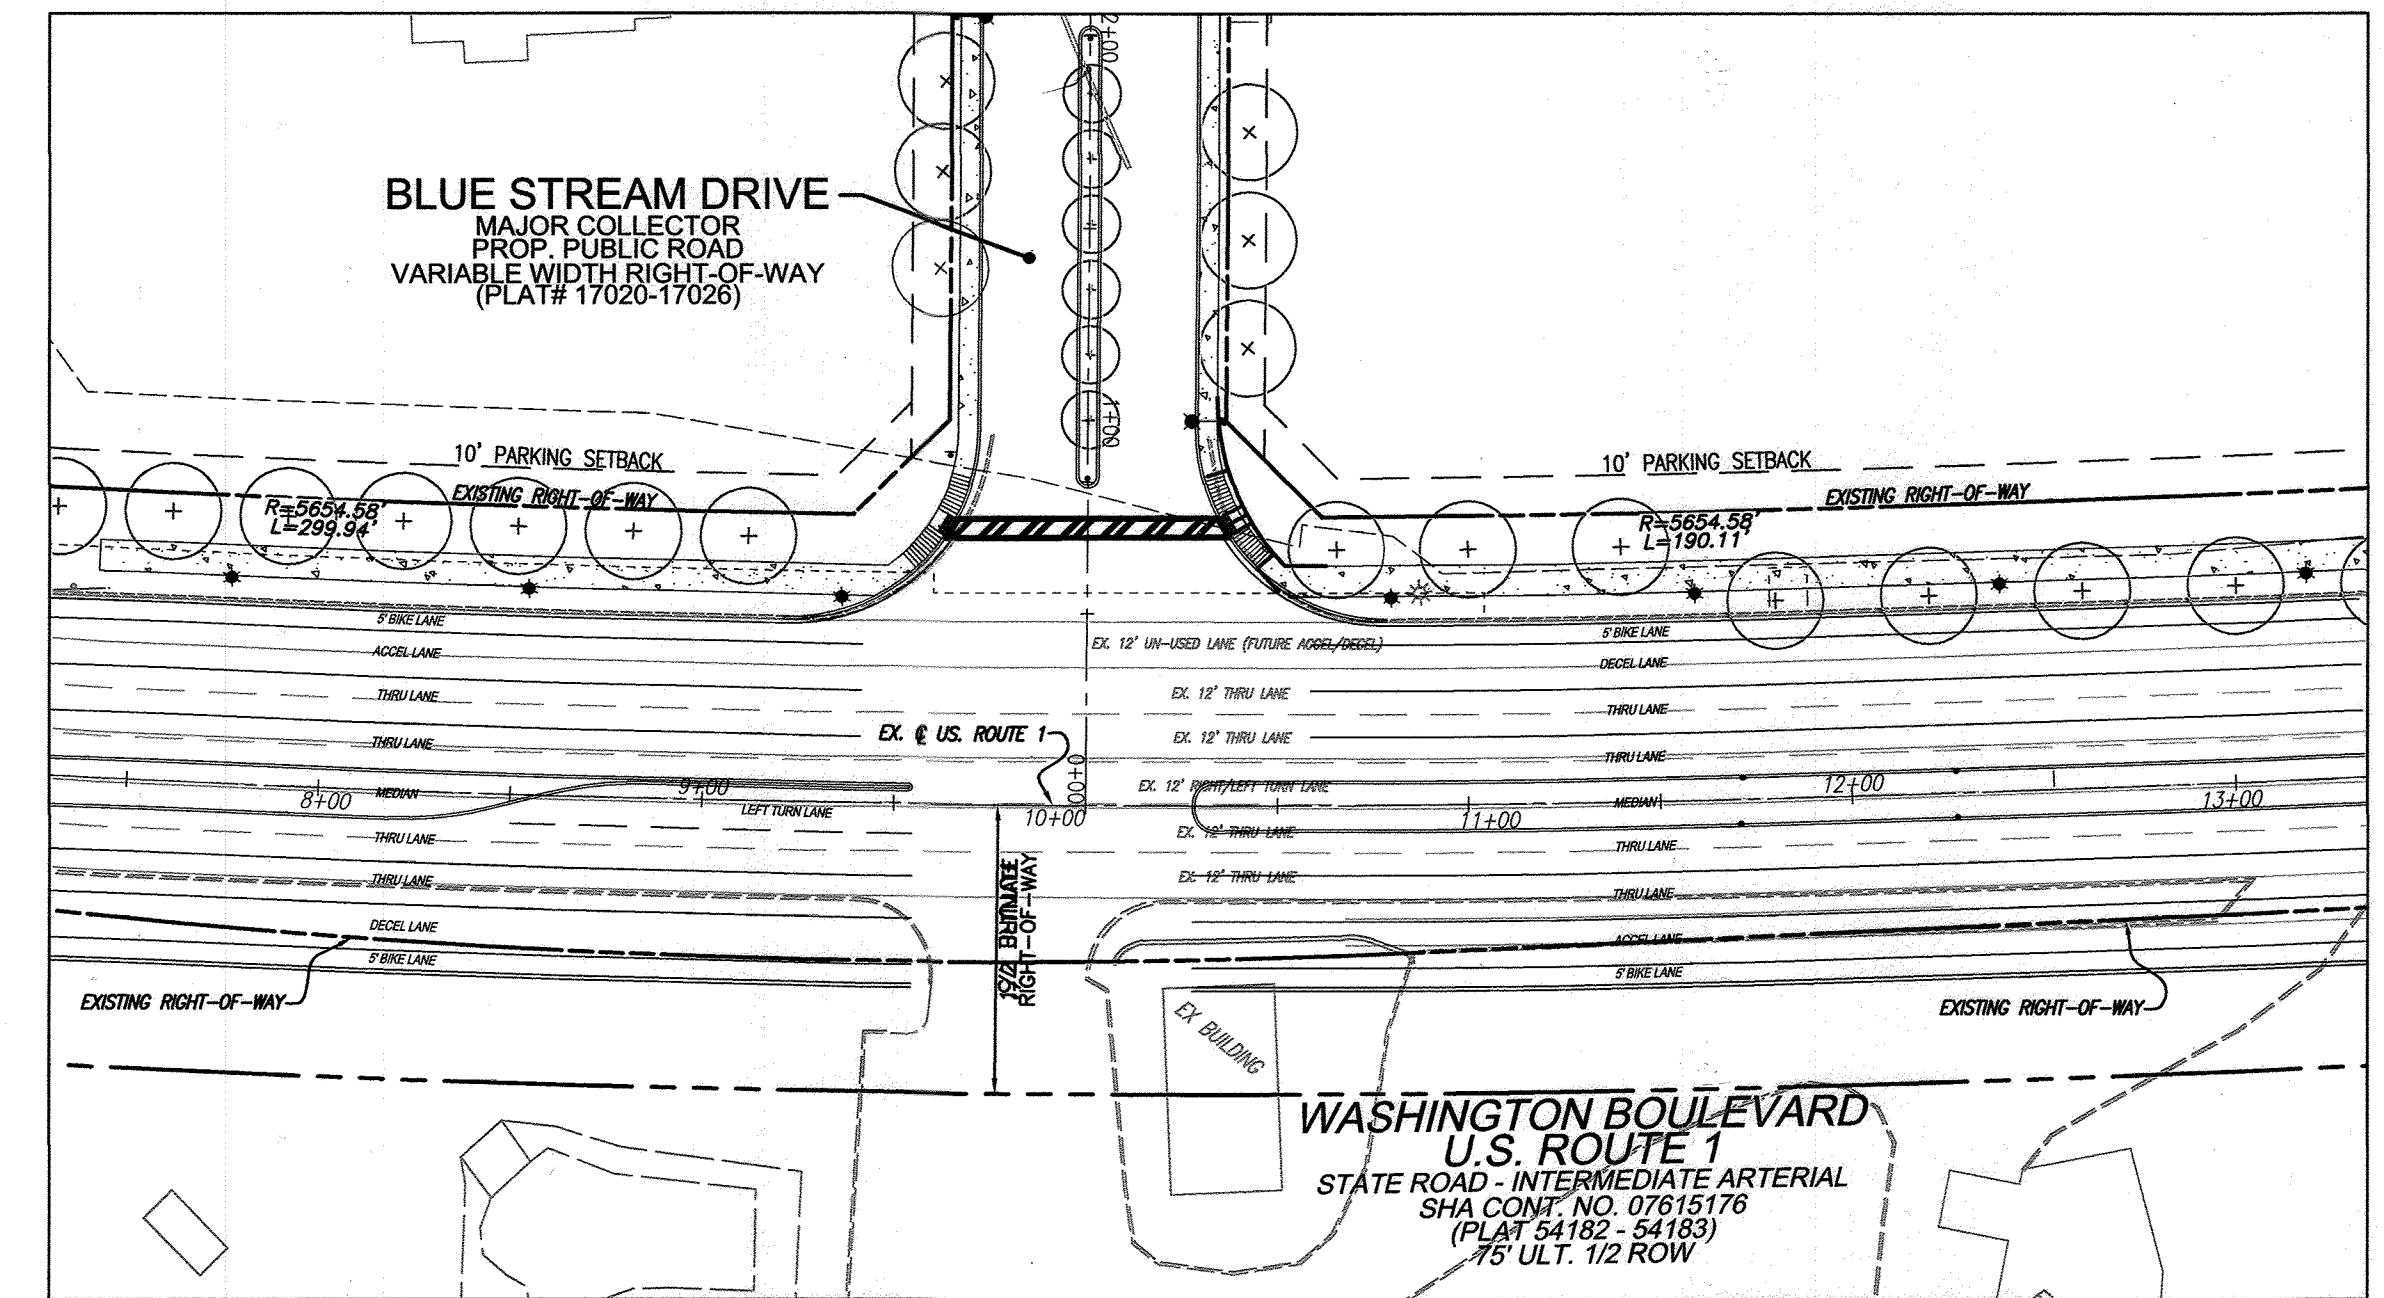 2+00
BLUE STREAM DRIVE
MAJOR COLLECTOR
PROP. PUBLIC ROAD
VARIABLE WIDTH RIGHT-OF-WAY
(PLAT# 17020-17026)
1+00
10' PARKING SETBACK
10' PARKING SETBACK
EXISTING RIGHT-OF-WAY
EXISTING RIGHT-OF-WAY
R=5654.58'
L=299.94'
R=5654.58'
L=190.11'
5' BIKE LANE
5' BIKE LANE
EX. 12' UN-USED LANE (FUTURE ACCEL/DECEL)
ACCEL LANE
DECEL LANE
THRU LANE
EX. 12' THRU LANE
THRU LANE
EX. ℄ US. ROUTE 1
THRU LANE
EX. 12' THRU LANE
THRU LANE
0+00
8+00
MEDIAN
9+00
LEFT TURN LANE
10+00
EX. 12' RIGHT/LEFT TURN LANE
11+00
MEDIAN
12+00
13+00
THRU LANE
EX. 12' THRU LANE
THRU LANE
THRU LANE
EX. 12' THRU LANE
THRU LANE
RIGHT-OF-WAY
DECEL LANE
ACCEL LANE
5' BIKE LANE
5' BIKE LANE
EXISTING RIGHT-OF-WAY
EXISTING RIGHT-OF-WAY
EX BUILDING
WASHINGTON BOULEVARD
U.S. ROUTE 1
STATE ROAD - INTERMEDIATE ARTERIAL
SHA CONT. NO. 07615176
(PLAT 54182 - 54183)
75' ULT. 1/2 ROW